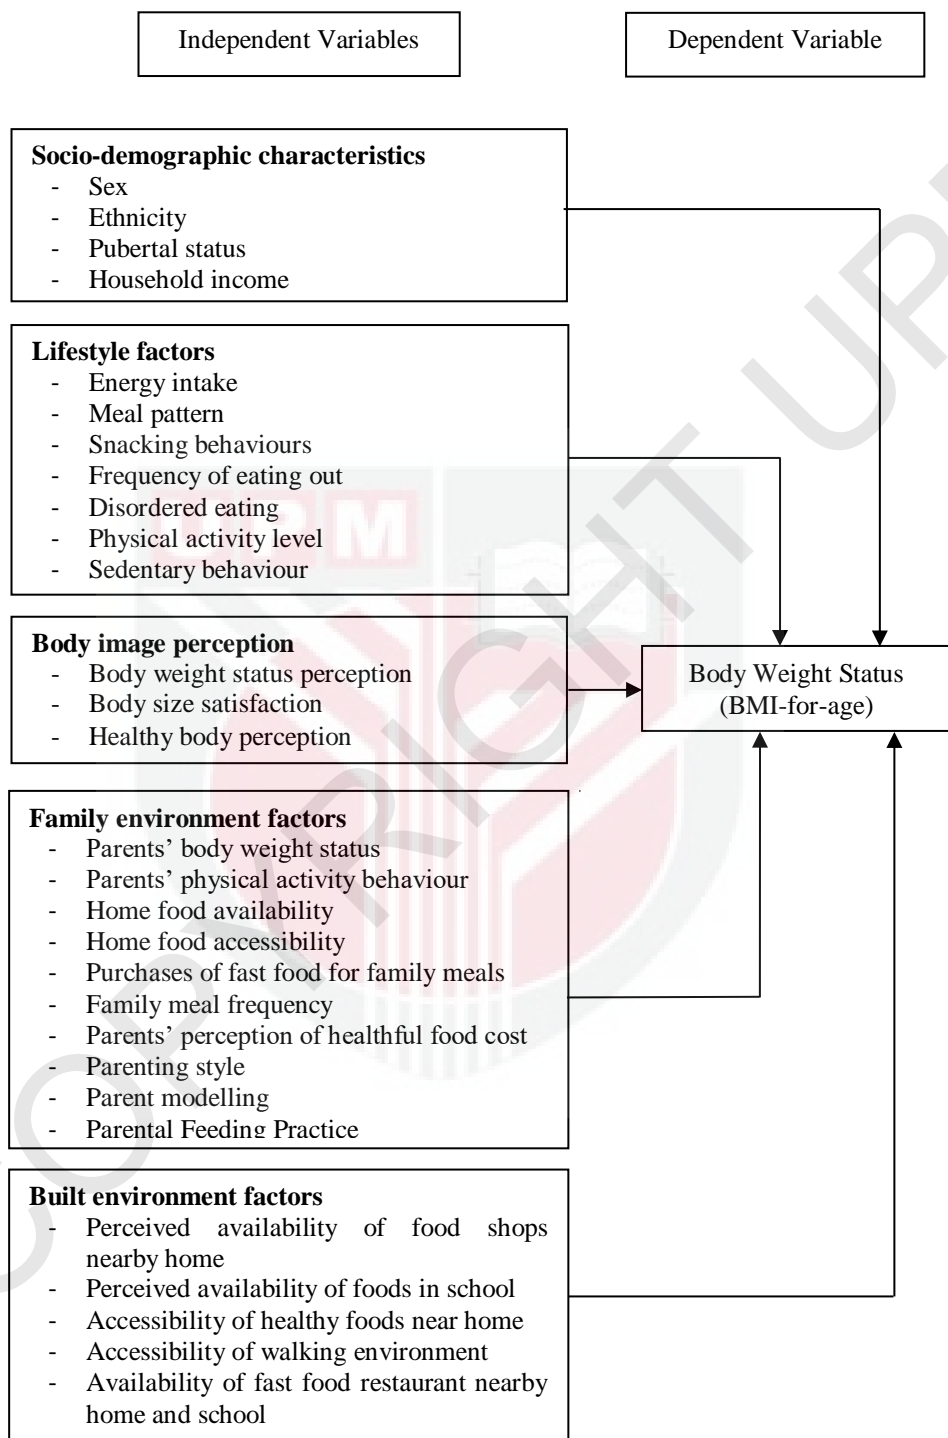 Independent Variables
Dependent Variable
Socio-demographic characteristics
- Sex
- Ethnicity
- Pubertal status
- Household income
Lifestyle factors
- Energy intake
- Meal pattern
- Snacking behaviours
- Frequency of eating out
- Disordered eating
- Physical activity level
- Sedentary behaviour
Body image perception
- Body weight status perception
- Body size satisfaction
- Healthy body perception
Body Weight Status
(BMI-for-age)
Family environment factors
- Parents’ body weight status
- Parents’ physical activity behaviour
- Home food availability
- Home food accessibility
- Purchases of fast food for family meals
- Family meal frequency
- Parents’ perception of healthful food cost
- Parenting style
- Parent modelling
- Parental Feeding Practice
Built environment factors
- Perceived availability of food shops
nearby home
- Perceived availability of foods in school
- Accessibility of healthy foods near home
- Accessibility of walking environment
- Availability of fast food restaurant nearby
home and school
UPM
COPYRIGHT UPM